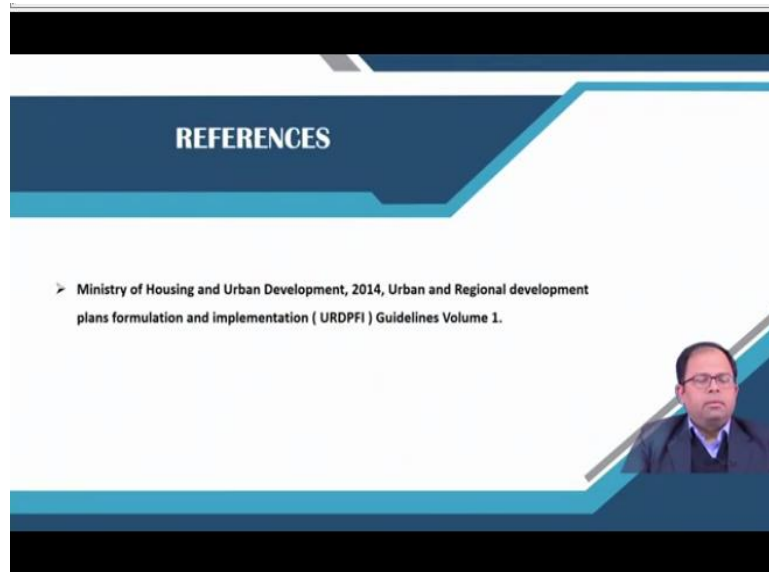 REFERENCES
➢ Ministry of Housing and Urban Development, 2014, Urban and Regional development
plans formulation and implementation ( URDPFI ) Guidelines Volume 1.